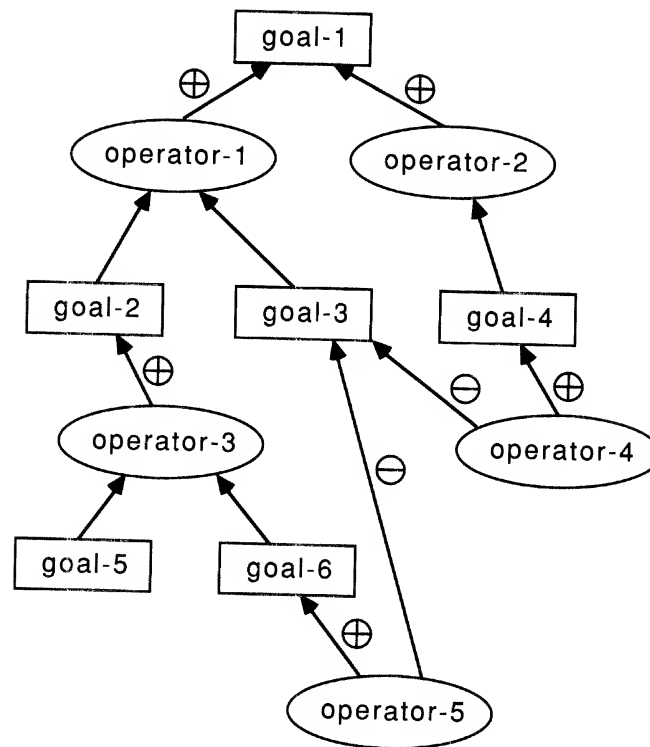 goal-1
⊕
⊕
operator-1
operator-2
goal-2
goal-3
goal-4
⊕
⊖
⊕
operator-3
operator-4
⊖
goal-5
goal-6
⊕
operator-5